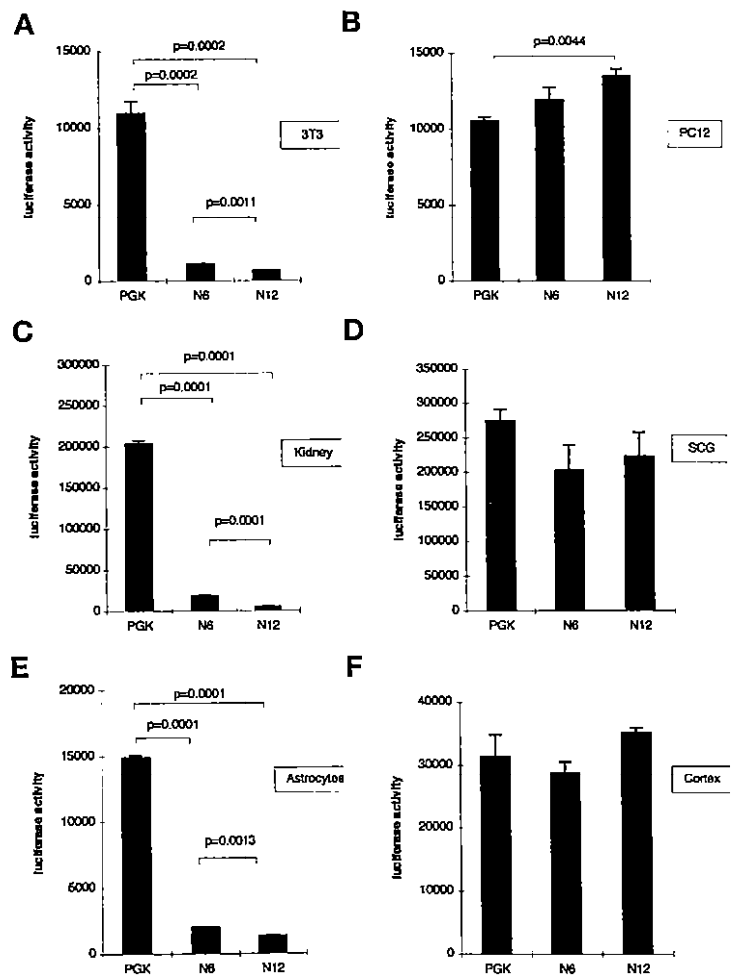 A
luciferase activity
15000
10000
5000
0
p=0.0002
p=0.0002
p=0.0011
3T3
PGK N6 N12
B
luciferase activity
15000
10000
5000
0
p=0.0044
PC12
PGK N6 N12
C
luciferase activity
300000
250000
200000
150000
100000
50000
0
p=0.0001
p=0.0001
p=0.0001
Kidney
PGK N6 N12
D
luciferase activity
350000
300000
250000
200000
150000
100000
50000
0
SCG
PGK N6 N12
E
luciferase activity
20000
15000
10000
5000
0
p=0.0001
p=0.0001
p=0.0013
Astrocytes
PGK N6 N12
F
luciferase activity
40000
30000
20000
10000
0
Cortex
PGK N6 N12